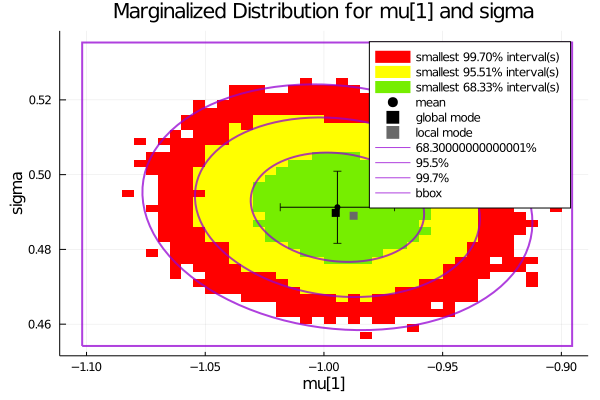 Marginalized Distribution for mu[1] and sigma
smallest 99.70% interval(s)
smallest 95.51% interval(s)
smallest 68.33% interval(s)
mean
global mode
local mode
68.30000000000001%
95.5%
99.7%
bbox
sigma
0.52
0.50
0.48
0.46
−1.10
−1.05
−1.00
−0.95
−0.90
mu[1]